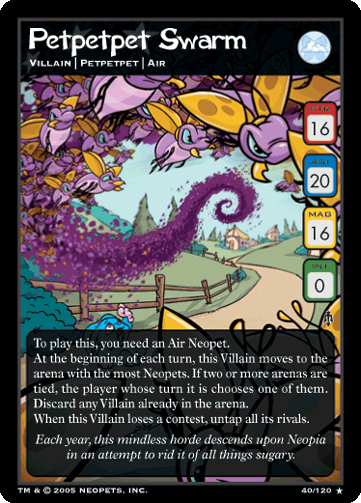 Petpetpet Swarm
VILLAIN | PETPETPET | AIR
STR
16
AGI
20
MAG
16
INT
0
To play this, you need an Air Neopet.
At the beginning of each turn, this Villain moves to the
arena with the most Neopets. If two or more arenas are
tied, the player whose turn it is chooses one of them.
Discard any Villain already in the arena.
When this Villain loses a contest, untap all its rivals.
Each year, this mindless horde descends upon Neopia
in an attempt to rid it of all things sugary.
TM & © 2005 NEOPETS, INC. 40/120 ★